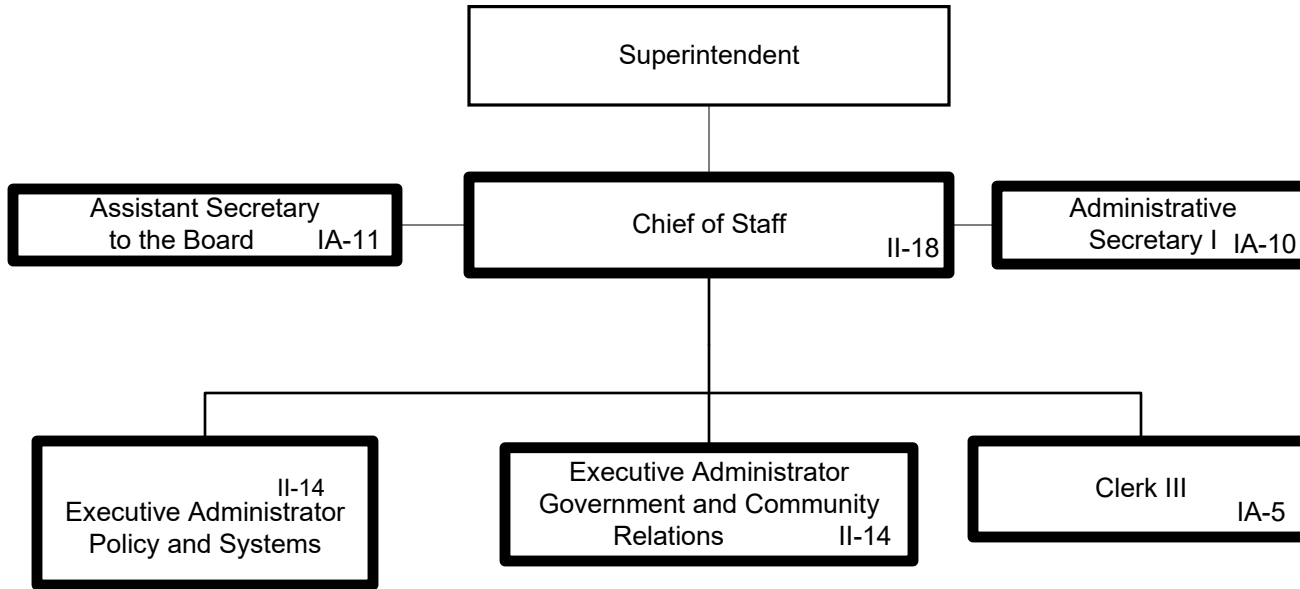 Superintendent
Assistant Secretary
to the Board IA-11
Chief of Staff
II-18
Administrative
Secretary I IA-10
II-14
Executive Administrator
Policy and Systems
Executive Administrator
Government and Community
Relations II-14
Clerk III
IA-5